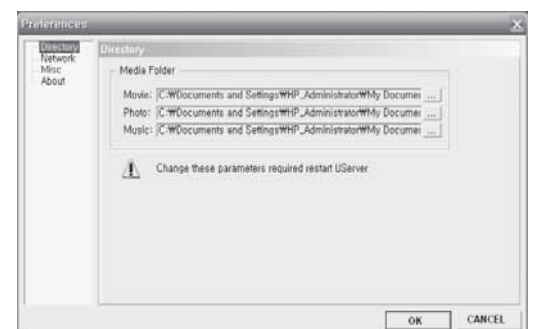 Preferences
Directory
Network
Misc
About
Directory
Media Folder
Movie: C:₩Documents and Settings₩HP_Administrator₩My Documer ...
Photo: C:₩Documents and Settings₩HP_Administrator₩My Documer ...
Music: C:₩Documents and Settings₩HP_Administrator₩My Documer ...
Change these parameters required restart UServer
OK
CANCEL